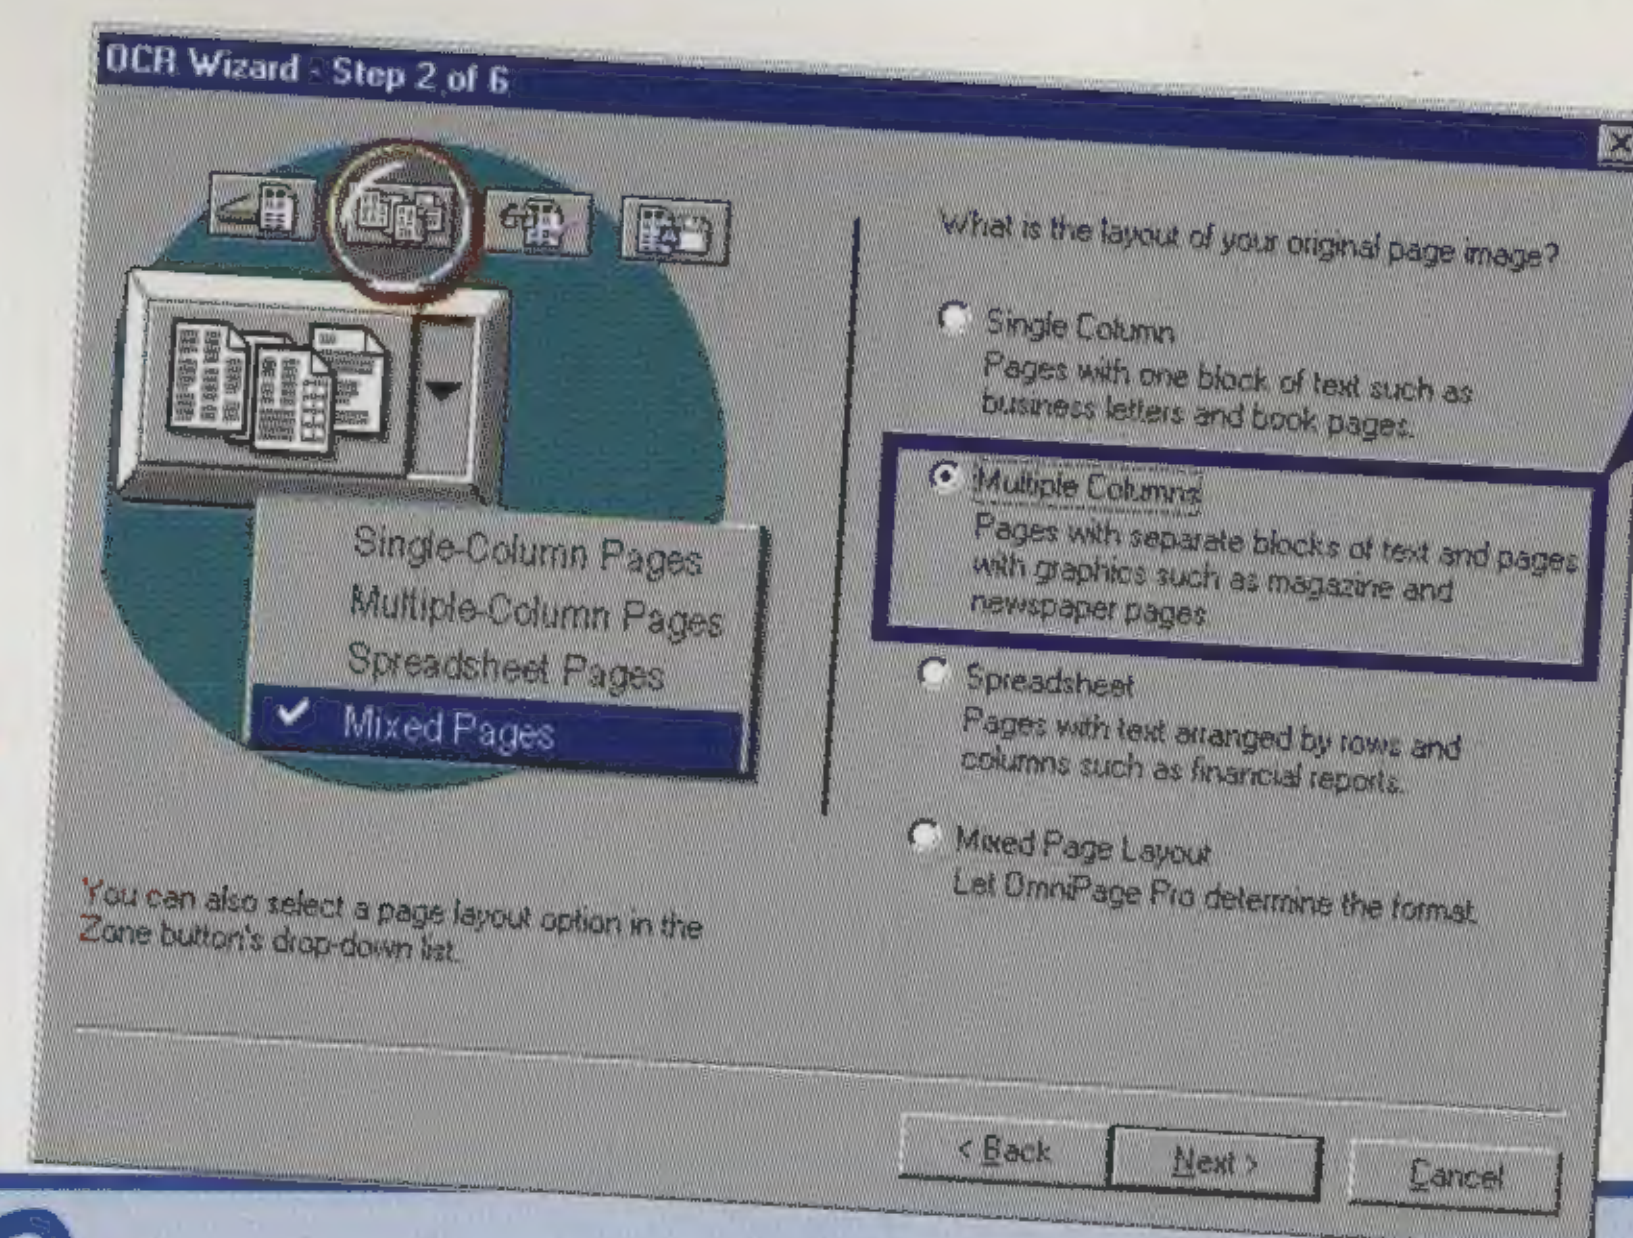 OCR Wizard - Step 2 of 6
Single-Column Pages
Multiple-Column Pages
Spreadsheet Pages
Mixed Pages
You can also select a page layout option in the
Zone button's drop-down list.
What is the layout of your original page image?
Single Column
Pages with one block of text such as
business letters and book pages.
Multiple Columns
Pages with separate blocks of text and pages
with graphics such as magazine and
newspaper pages
Spreadsheet
Pages with text arranged by rows and
columns such as financial reports.
Mixed Page Layout
Let OmniPage Pro determine the format.
< Back
Next >
Cancel